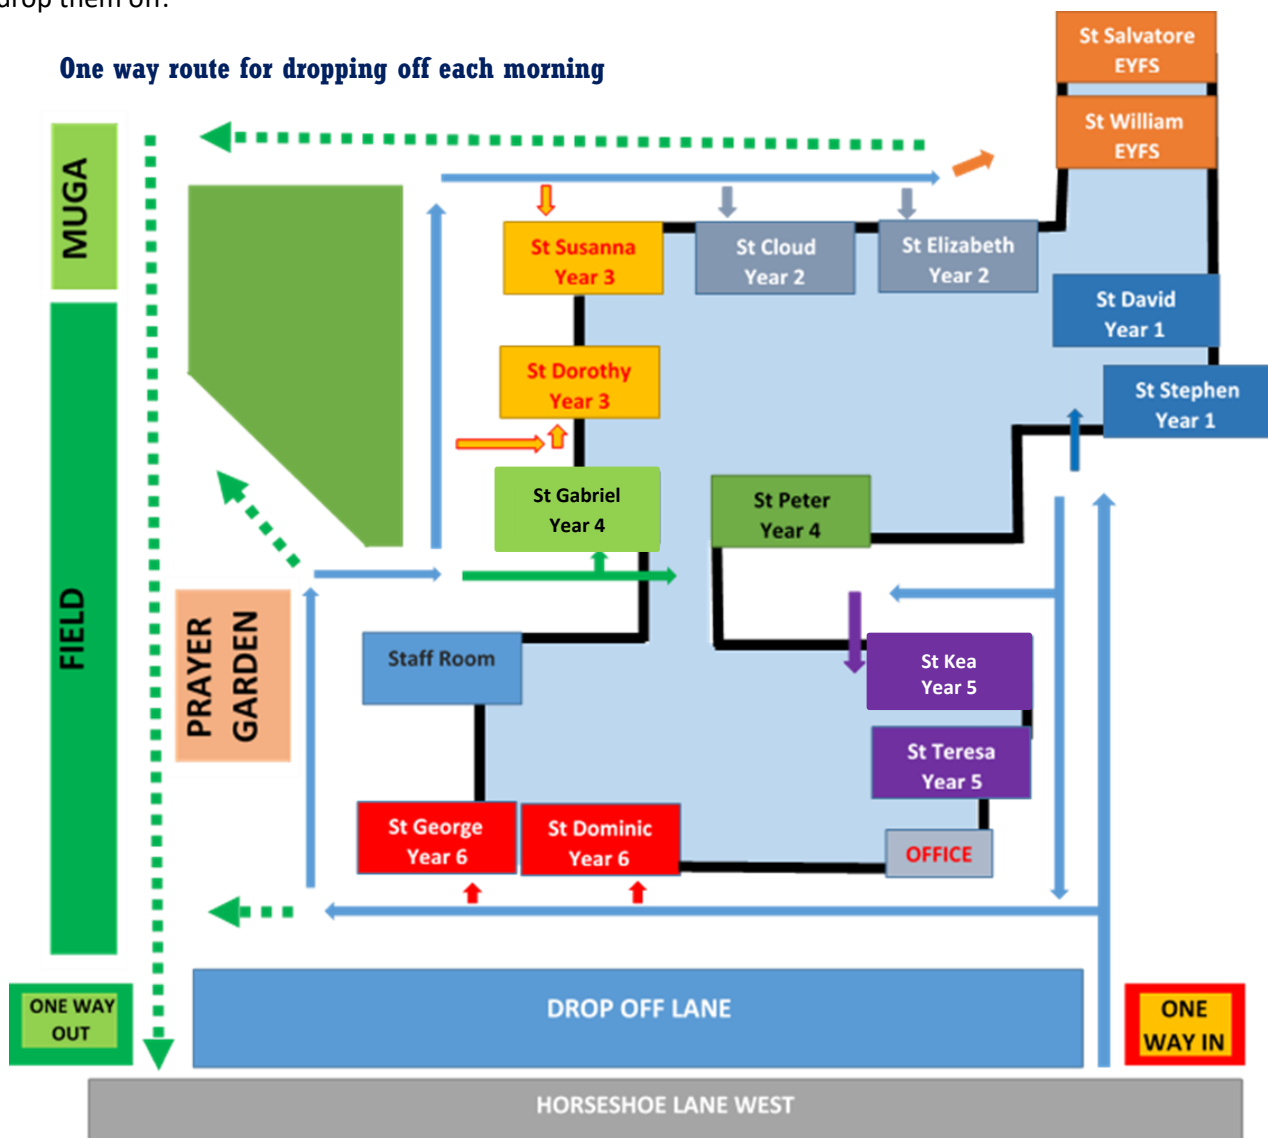 drop them off.
One way route for dropping off each morning
St Salvatore
EYFS
St William
EYFS
MUGA
St Susanna
Year 3
St Cloud
Year 2
St Elizabeth
Year 2
St David
Year 1
St Dorothy
Year 3
St Stephen
Year 1
St Gabriel
Year 4
St Peter
Year 4
FIELD
PRAYER
GARDEN
Staff Room
St Kea
Year 5
St Teresa
Year 5
St George
Year 6
St Dominic
Year 6
OFFICE
ONE WAY
OUT
DROP OFF LANE
ONE
WAY IN
HORSESHOE LANE WEST